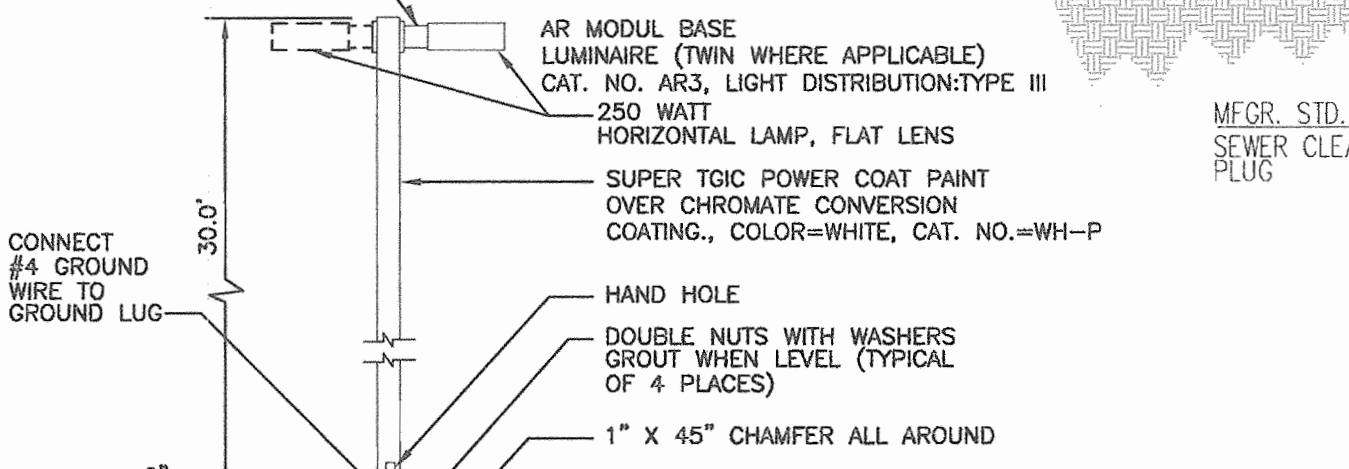 AR MODUL BASE
LUMINAIRE (TWIN WHERE APPLICABLE)
CAT. NO. AR3, LIGHT DISTRIBUTION:TYPE III
250 WATT
HORIZONTAL LAMP, FLAT LENS
SUPER TGIC POWER COAT PAINT
OVER CHROMATE CONVERSION
COATING., COLOR=WHITE, CAT. NO.=WH-P
30.0'
CONNECT
#4 GROUND
WIRE TO
GROUND LUG
HAND HOLE
DOUBLE NUTS WITH WASHERS
GROUT WHEN LEVEL (TYPICAL
OF 4 PLACES)
1" X 45" CHAMFER ALL AROUND
MFGR. STD.
SEWER
PLUG